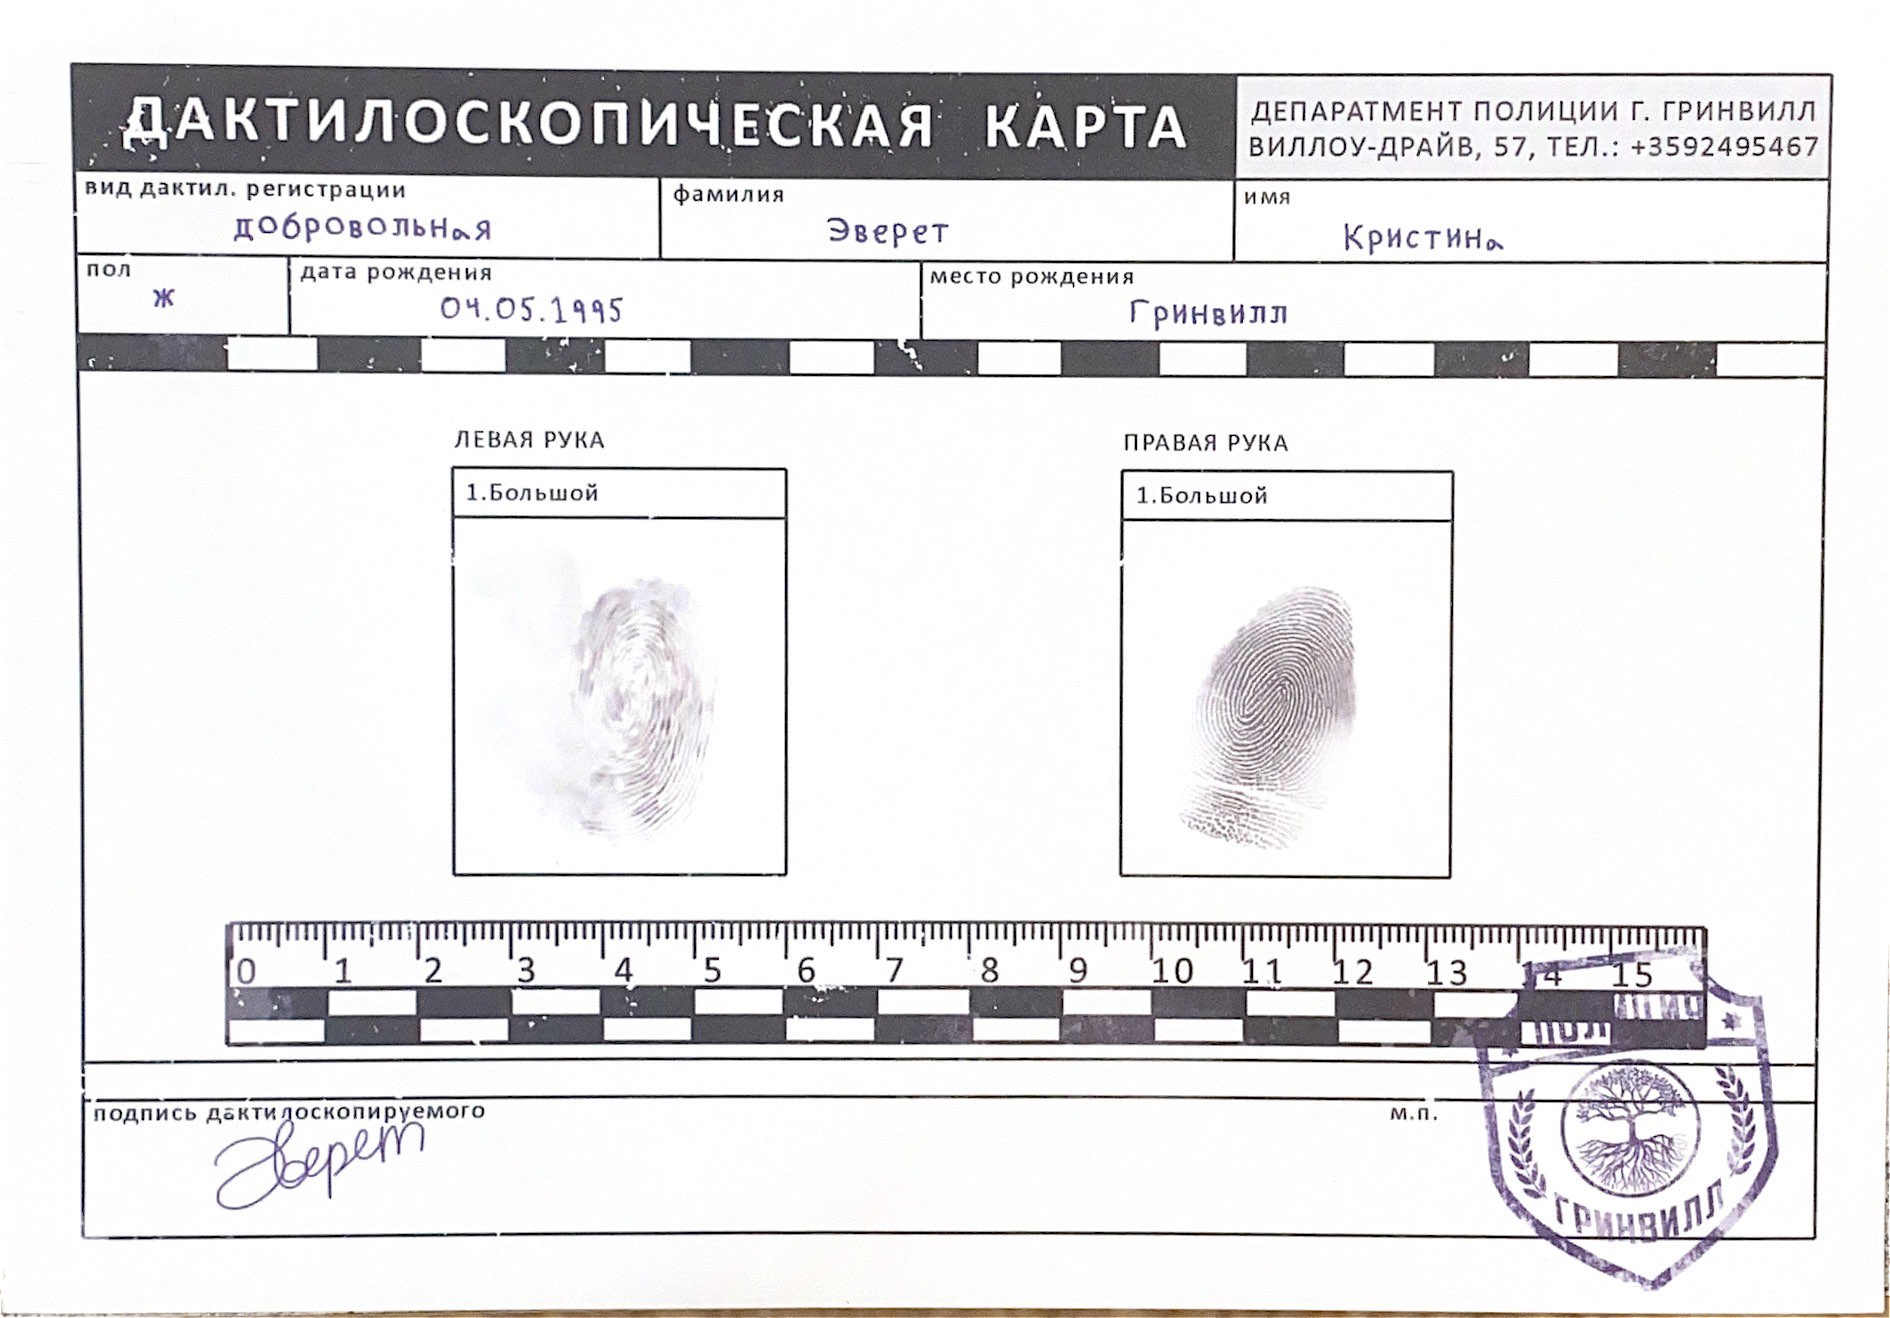 ДАКТИЛОСКОПИЧЕСКАЯ КАРТА
ДЕПАРАТМЕНТ ПОЛИЦИИ Г. ГРИНВИЛЛ
ВИЛЛОУ-ДРАЙВ, 57, ТЕЛ.: +3592495467
вид дактил. регистрации
добровольная
фамилия
Эверет
имя
Кристина
пол
Ж
дата рождения
04.05.1995
место рождения
Гринвилл
ЛЕВАЯ РУКА
1.Большой
ПРАВАЯ РУКА
1.Большой
0 1 2 3 4 5 6 7 8 9 10 11 12 13 14 15
подпись дактилоскопируемого
Эверет
м.п.
ПОЛИЦИЯ
ГРИНВИЛЛ